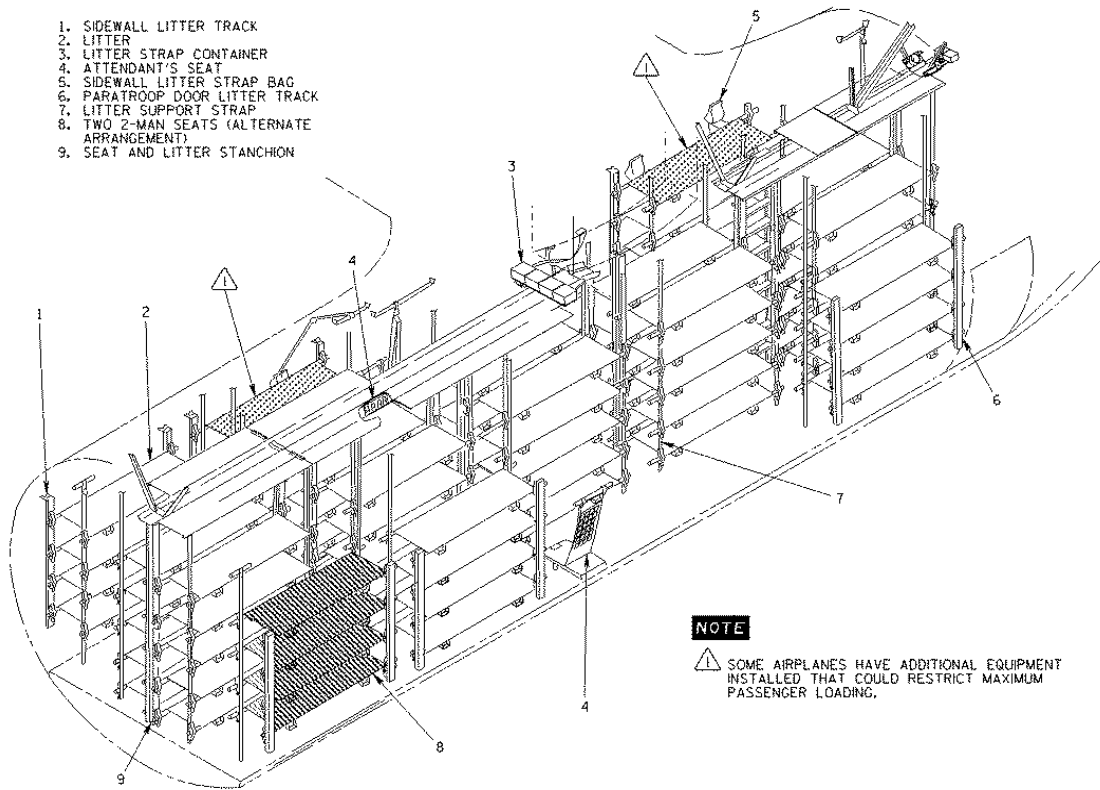 1. SIDEWALL LITTER TRACK
2. LITTER
3. LITTER STRAP CONTAINER
4. ATTENDANT'S SEAT
5. SIDEWALL LITTER STRAP BAG
6. PARATROOP DOOR LITTER TRACK
7. LITTER SUPPORT STRAP
8. TWO 2-MAN SEATS (ALTERNATE
ARRANGEMENT)
9. SEAT AND LITTER STANCHION
5
1
3
4
1
1
2
6
7
4
8
9
NOTE
1 SOME AIRPLANES HAVE ADDITIONAL EQUIPMENT
INSTALLED THAT COULD RESTRICT MAXIMUM
PASSENGER LOADING.